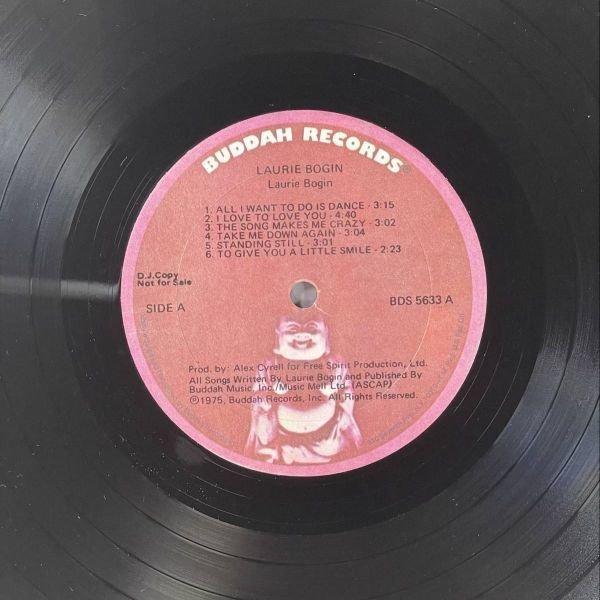 BUDDAH RECORDS
LAURIE BOGIN
Laurie Bogin
1. ALL I WANT TO DO IS DANCE - 3:15
2. I LOVE TO LOVE YOU - 4:40
3. THE SONG MAKES ME CRAZY - 3:02
4. TAKE ME DOWN AGAIN - 3:04
5. STANDING STILL - 3:01
6. TO GIVE YOU A LITTLE SMILE - 2:23
D.J. Copy
Not for Sale
SIDE A
BDS 5633 A
Prod. by: Alex Cyrell for Free Spirit Production, Ltd.
All Songs Written By Laurie Bogin and Published By
Buddah Music, Inc./Music Mell Ltd. (ASCAP)
℗1975, Buddah Records, Inc. All Rights Reserved.